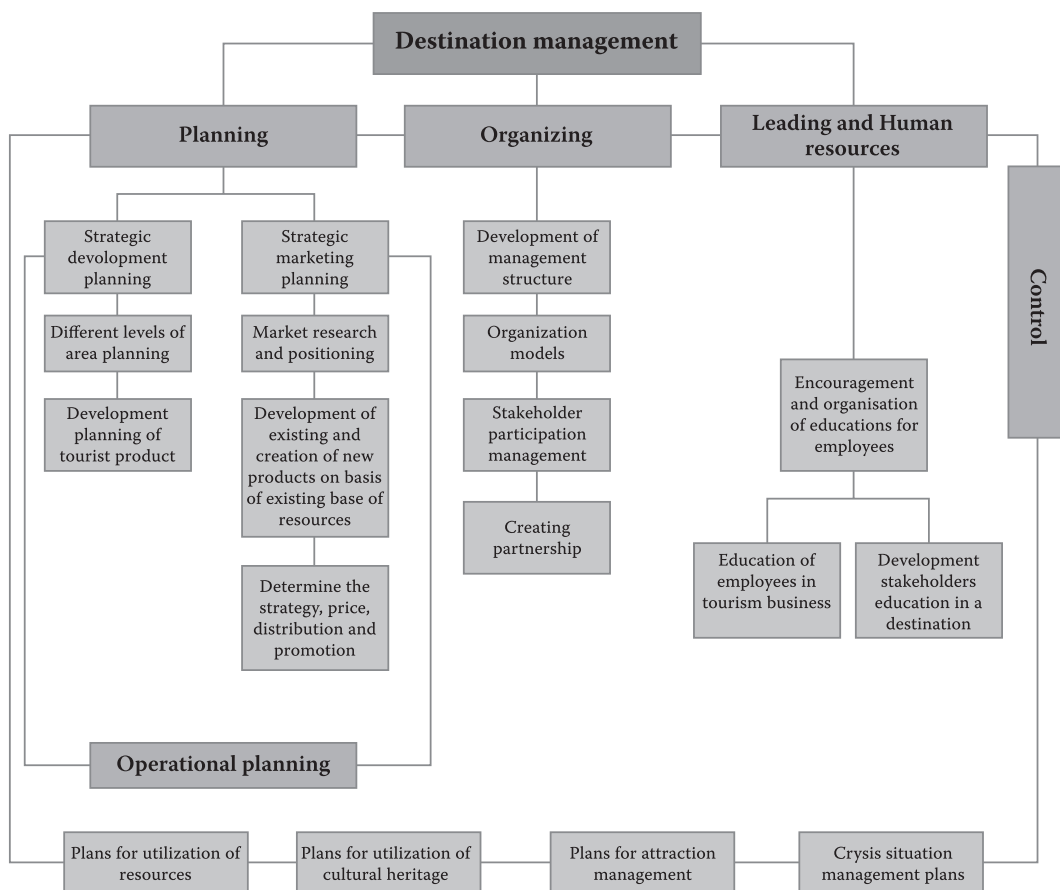 Destination management
Planning
Organizing
Leading and Human
resources
Control
Strategic
devolopment
planning
Different levels of
area planning
Development
planning of
tourist product
Strategic
marketing
planning
Market research
and positioning
Development of
existing and
creation of new
products on basis
of existing base of
resources
Determine the
strategy, price,
distribution and
promotion
Development of
management
structure
Organization
models
Stakeholder
participation
management
Creating
partnership
Encouragement
and organisation
of educations for
employees
Education of
employees in
tourism business
Development
stakeholders
education in a
destination
Operational planning
Plans for utilization of
resources
Plans for utilization of
cultural heritage
Plans for attraction
management
Crysis situation
management plans